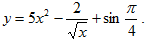 y = 5x² − 2/√x + sin π/4 .